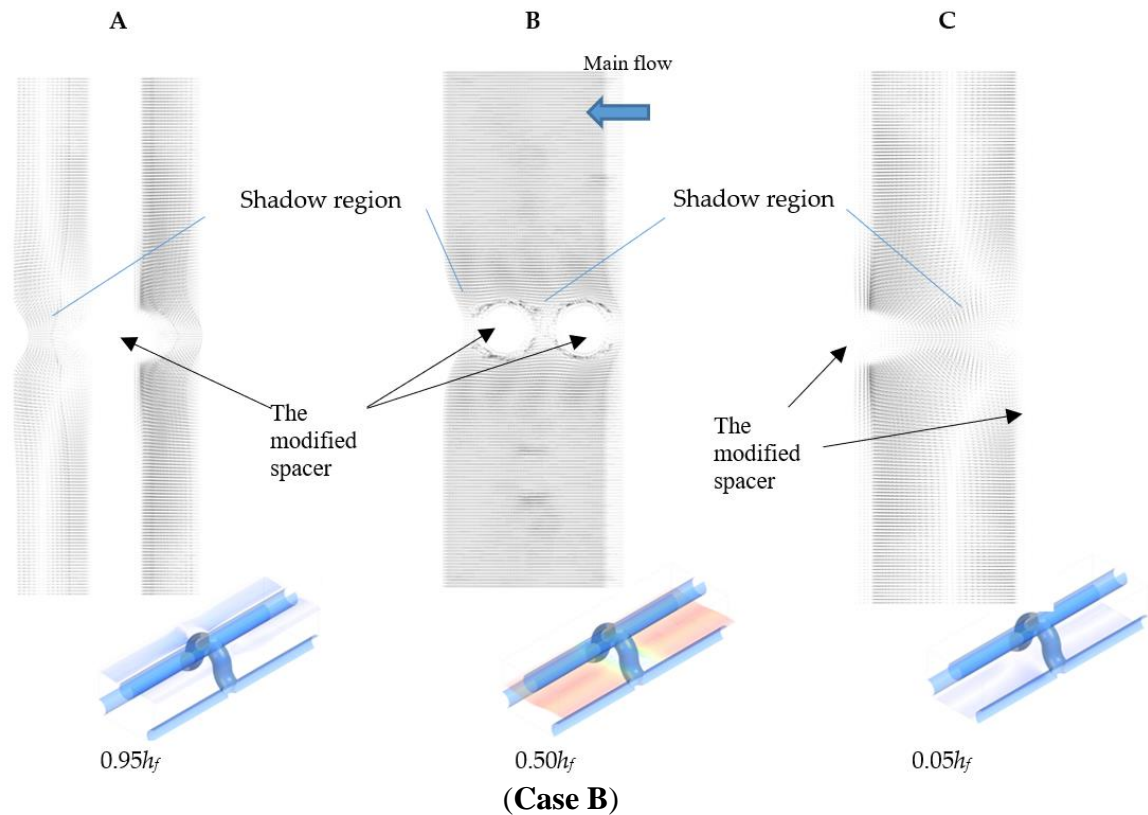 A
B
C
Main flow
Shadow region
Shadow region
The
modified
spacer
The
modified
spacer
0.95hf
0.50hf
0.05hf
(Case B)